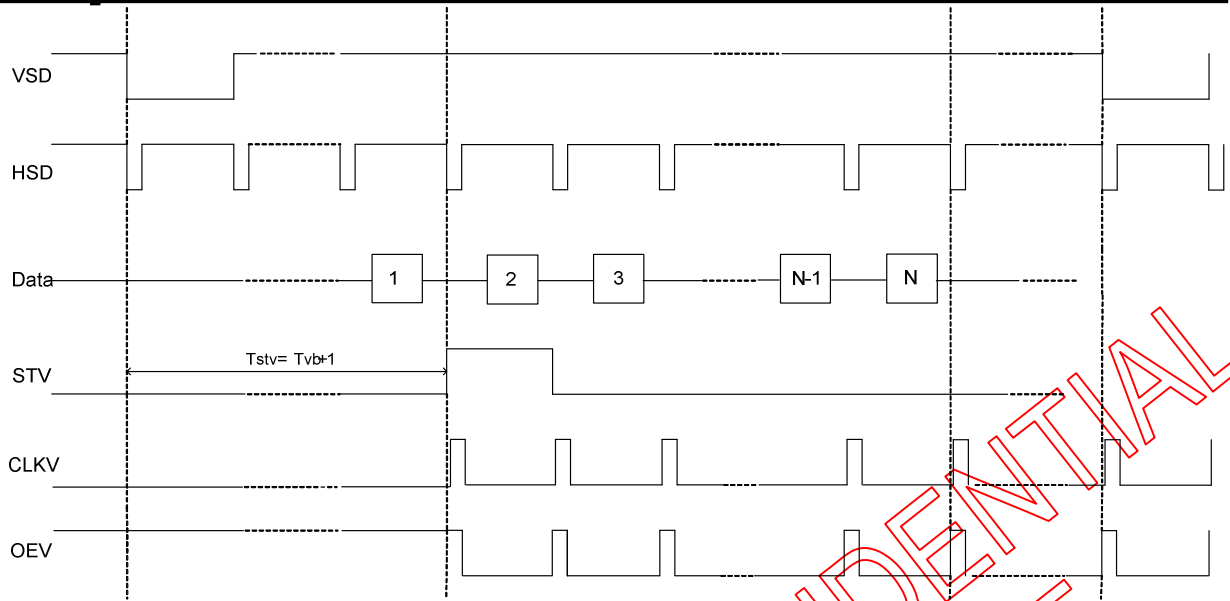 VSD
HSD
Data
1
2
3
N-1
N
Tstv= Tvb+1
STV
CLKV
OEV